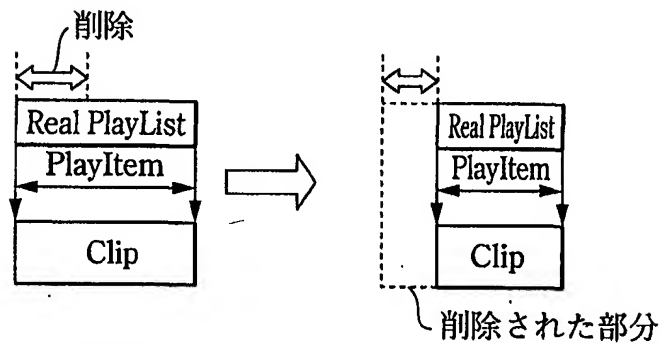 削除
Real PlayList
PlayItem
Clip
Real PlayList
PlayItem
Clip
削除された部分